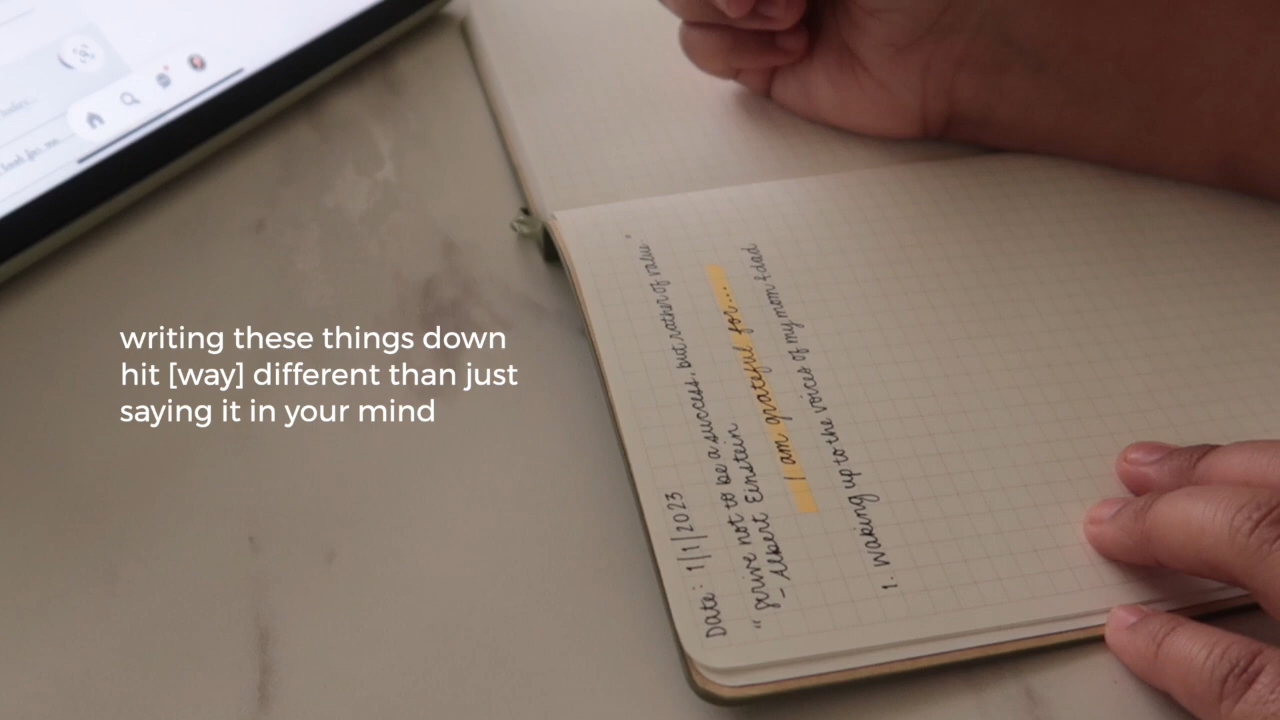 writing these things down
hit [way] different than just
saying it in your mind
Date: 1/1/2023
"Strive not to be a success, but rather of value"
- Albert Einstein
I am grateful for...
1. Waking up to the voices of my mom & dad